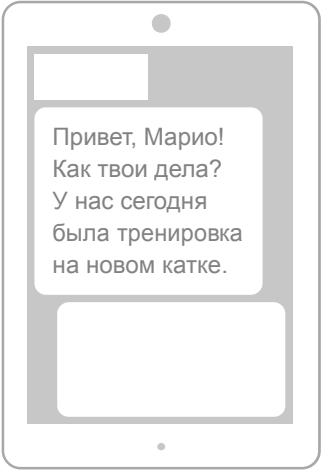 Привет, Марио!
Как твои дела?
У нас сегодня
была тренировка
на новом катке.